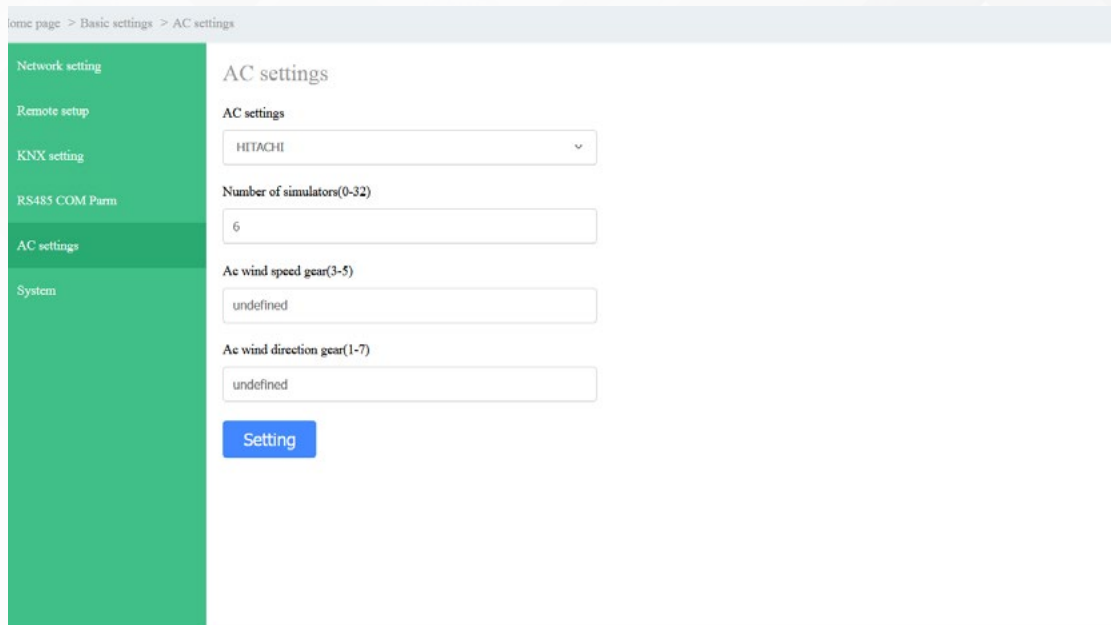 ome page > Basic settings > AC settings
Network setting
Remote setup
KNX setting
RS485 COM Parm
AC settings
System
AC settings
AC settings
HITACHI
Number of simulators(0-32)
6
Ac wind speed gear(3-5)
undefined
Ac wind direction gear(1-7)
undefined
Setting